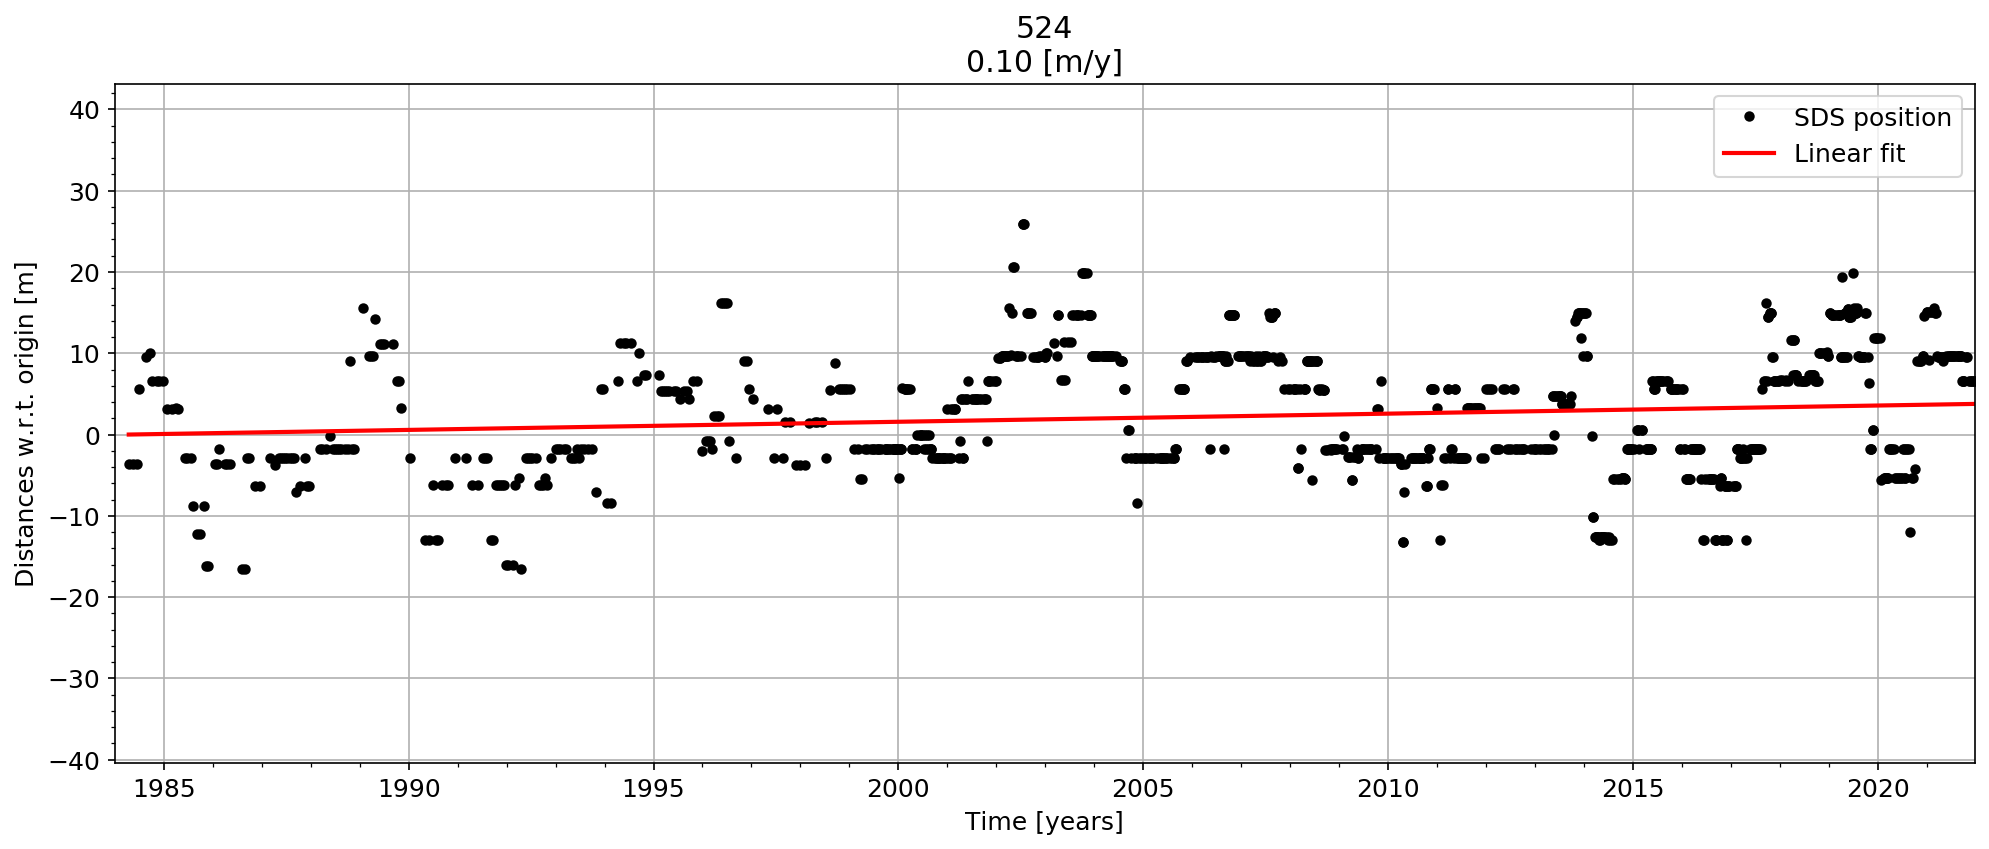 524
0.10 [m/y]
SDS position
Linear fit
Distances w.r.t. origin [m]
40
30
20
10
0
−10
−20
−30
−40
1985 1990 1995 2000 2005 2010 2015 2020
Time [years]